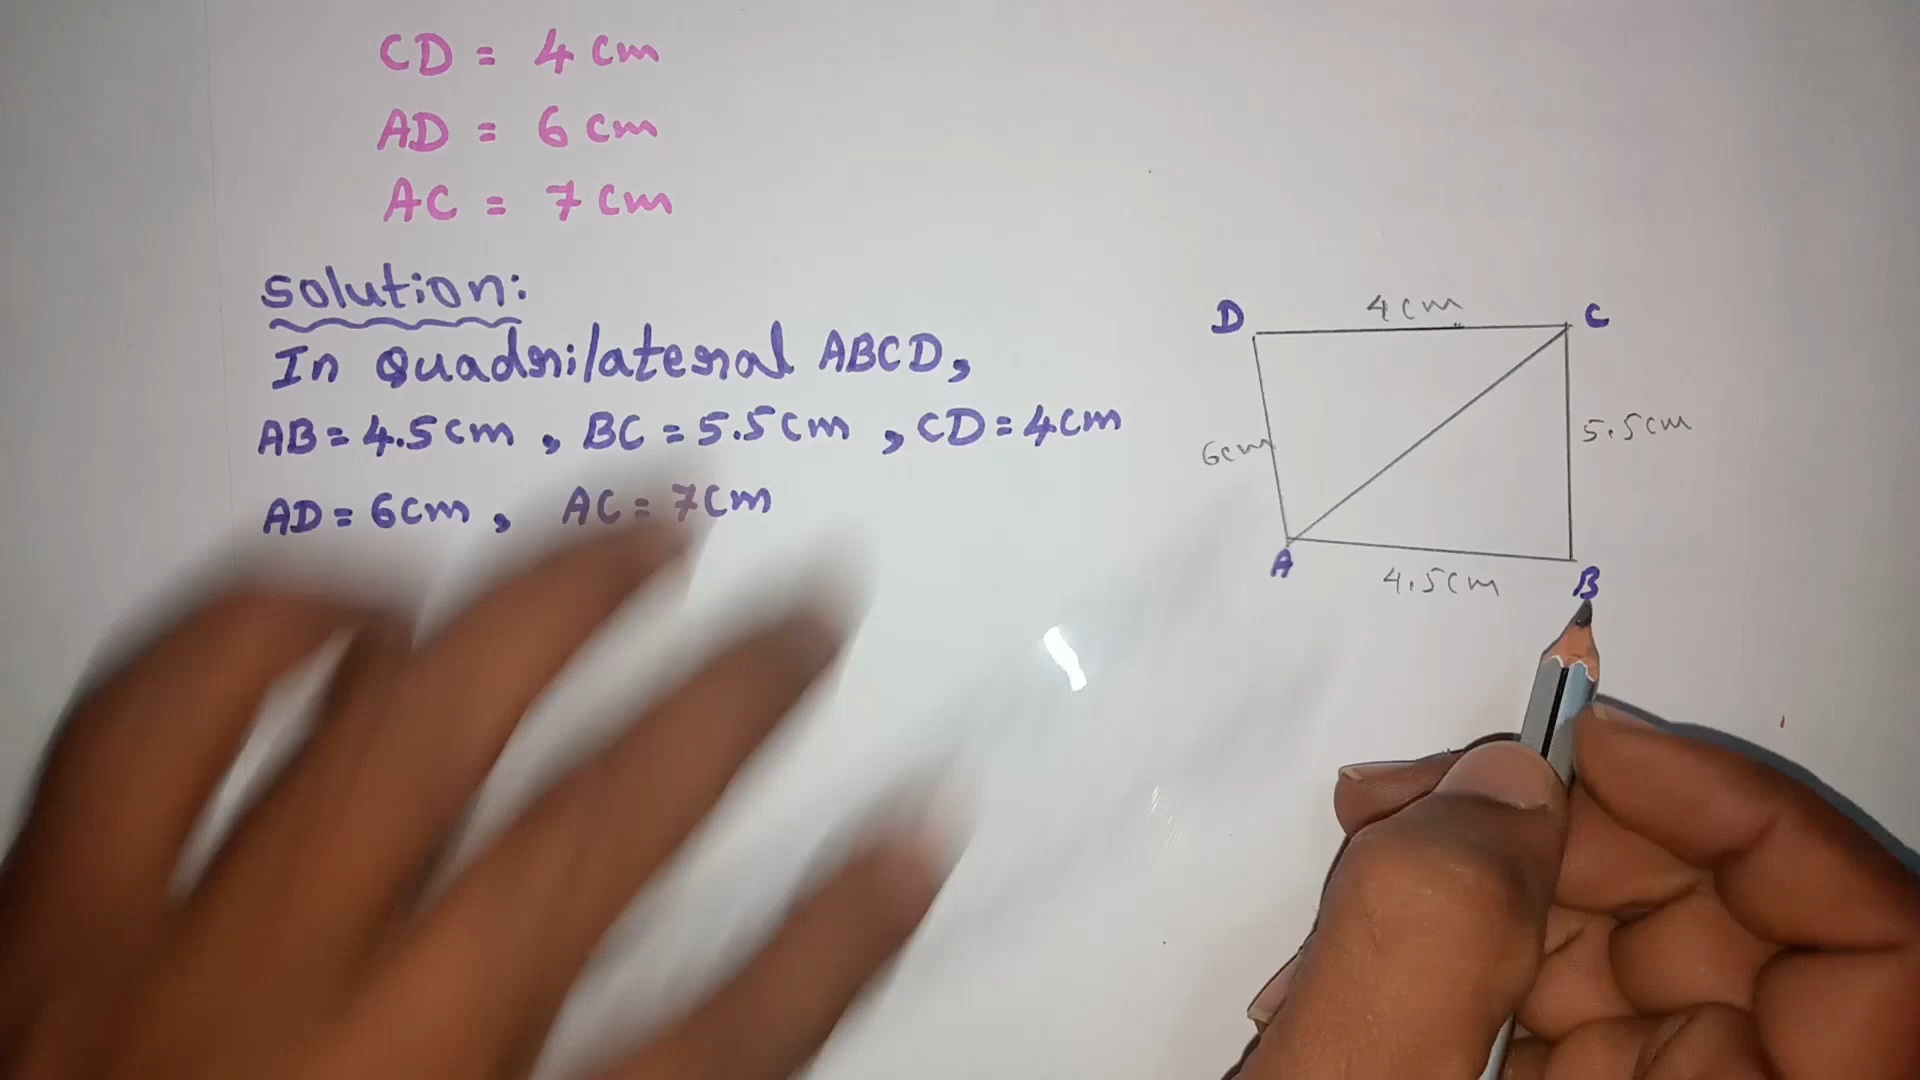 CD = 4 cm
AD = 6 cm
AC = 7 cm
Solution:
In Quadrilateral ABCD,
AB = 4.5cm , BC = 5.5cm , CD = 4cm
AD = 6cm , AC = 7cm
D 4cm C
6cm 5.5cm
A 4.5cm B